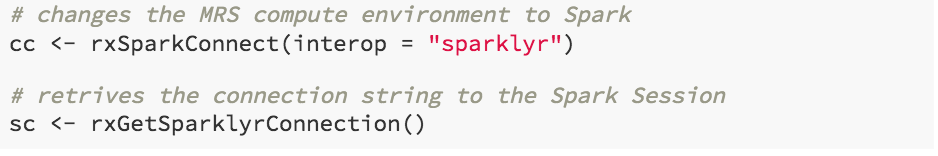 # changes the MRS compute environment to Spark
cc <- rxSparkConnect(interop = "sparklyr")
# retrives the connection string to the Spark Session
sc <- rxGetSparklyrConnection()